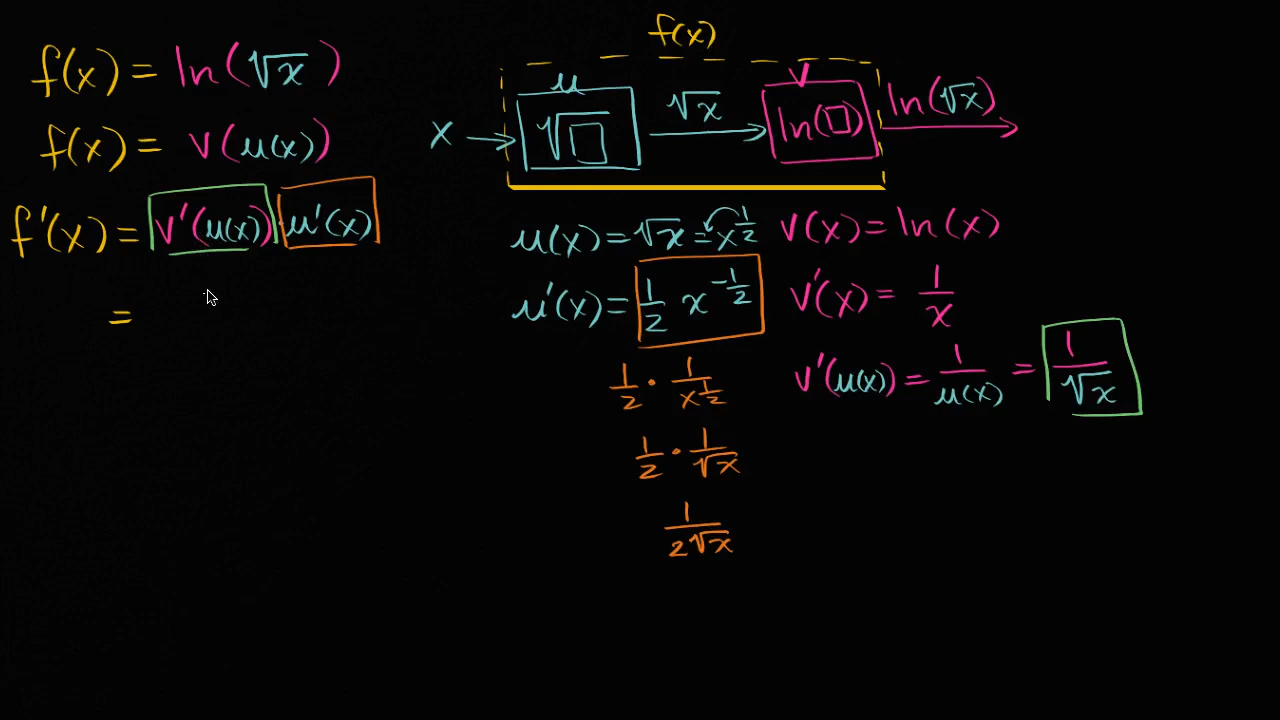 f(x) = ln(√x)
f(x) = v(u(x))
f'(x) = v'(u(x)) · u'(x)
=
f(x)
x → u √□ √x → v ln(□) ln(√x) →
u(x) = √x = x^(1/2)
u'(x) = 1/2 x^(-1/2)
1/2 · 1/x^(1/2)
1/2 · 1/√x
1/(2√x)
v(x) = ln(x)
v'(x) = 1/x
v'(u(x)) = 1/u(x) = 1/√x